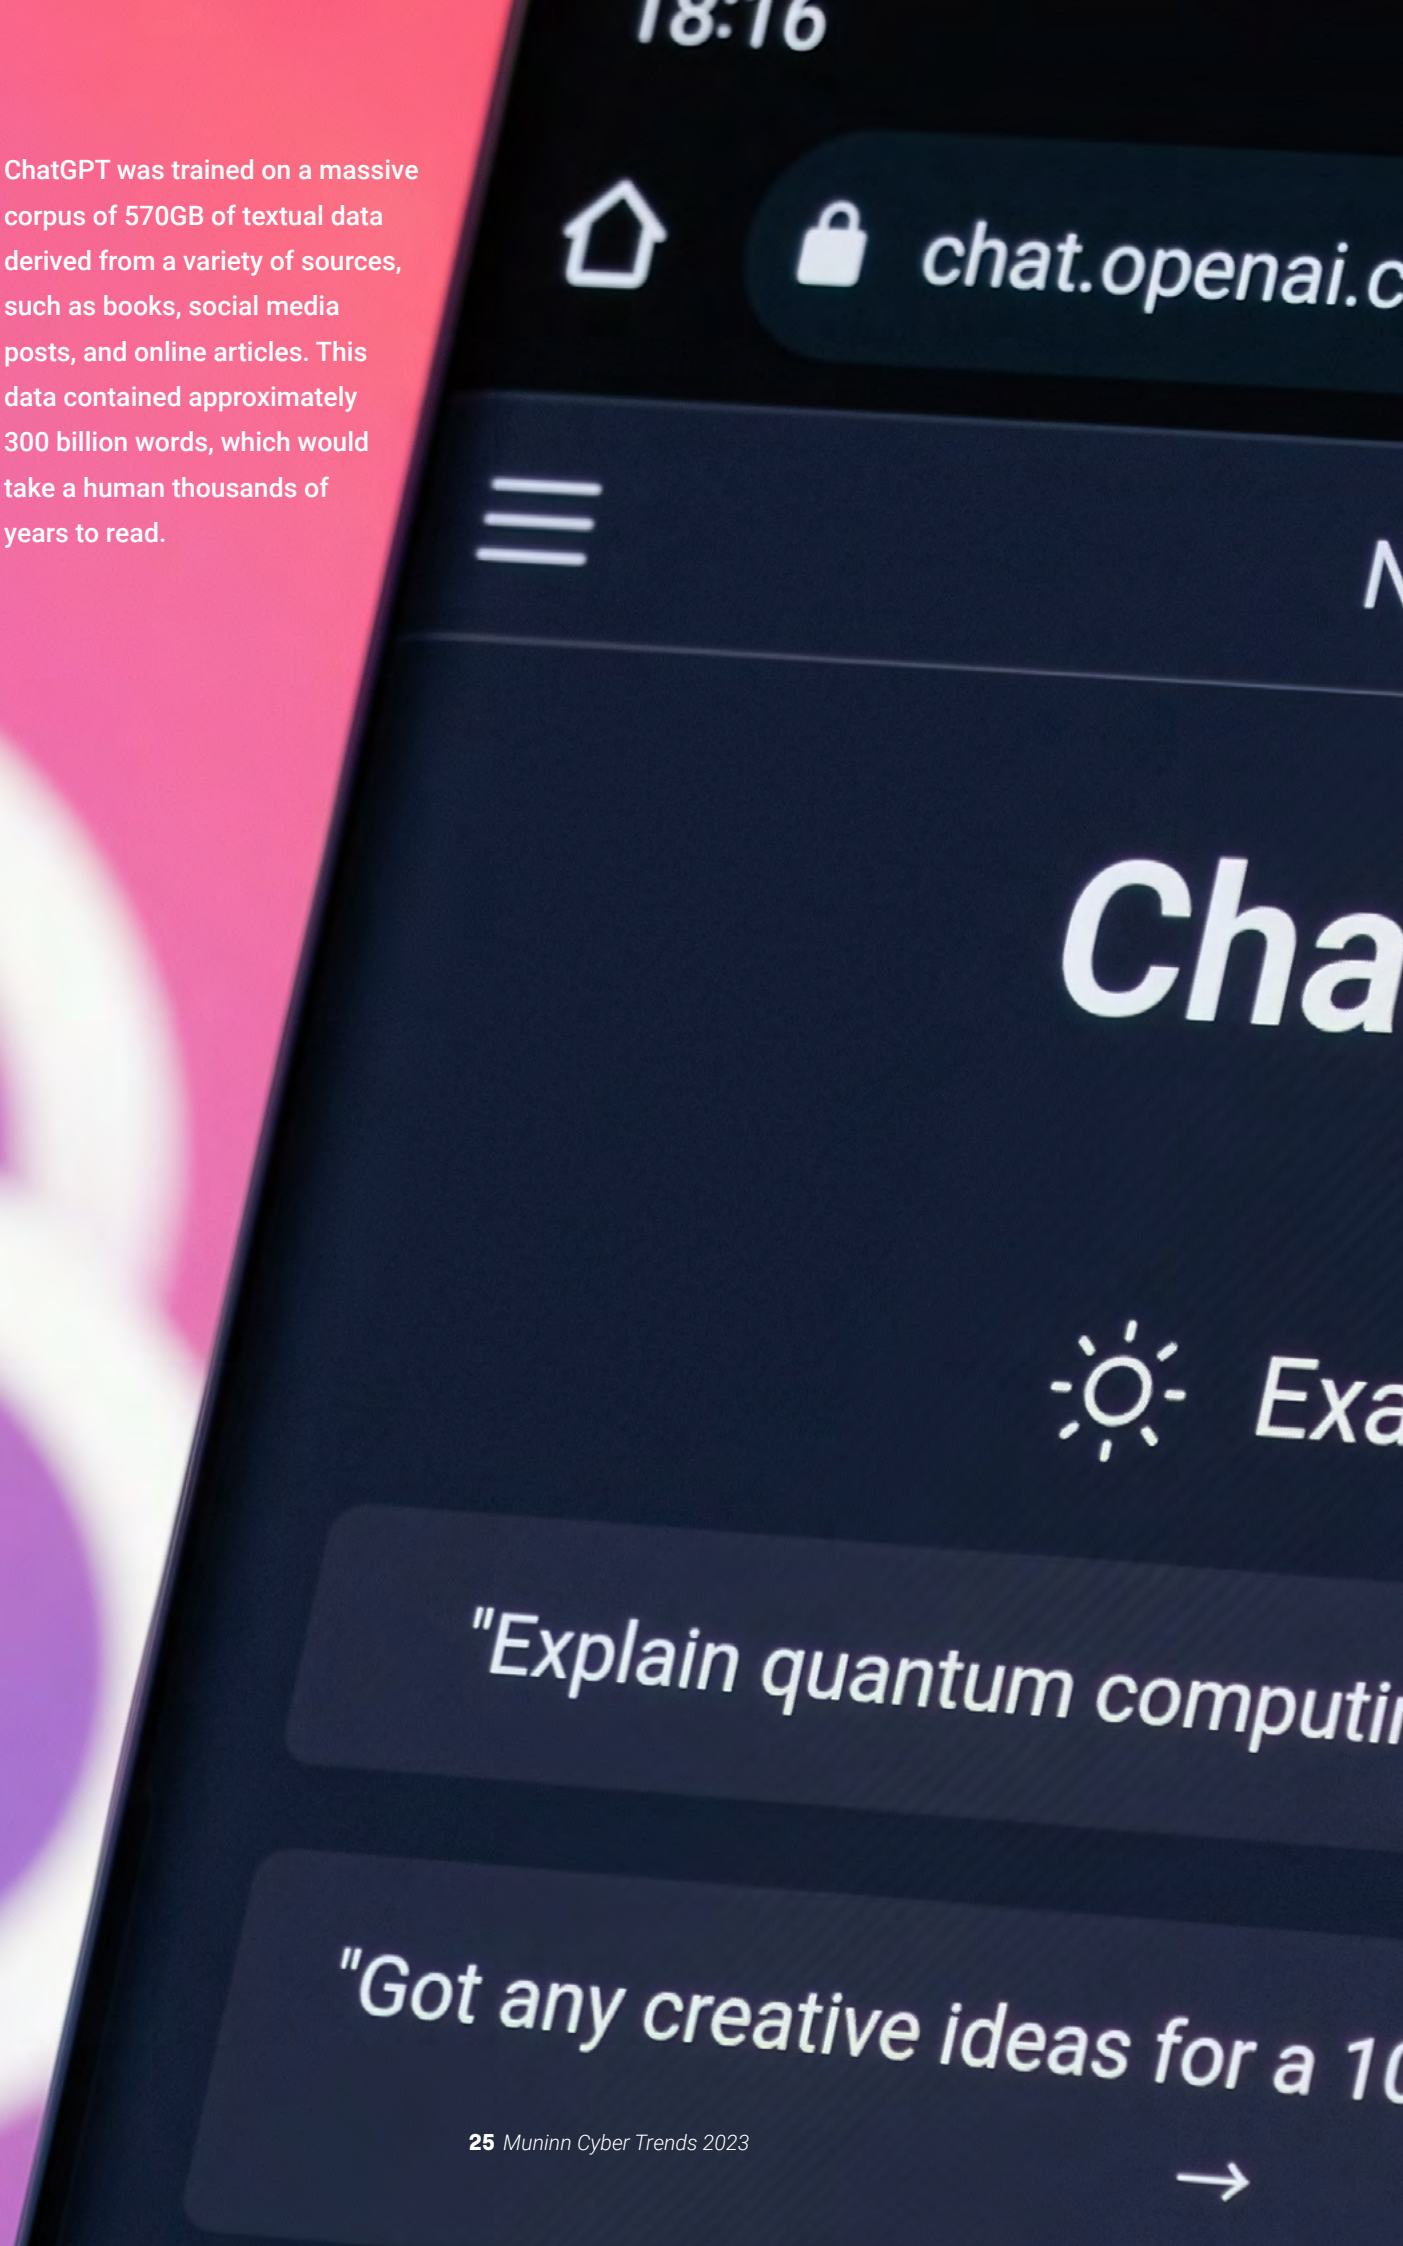 18:16
ChatGPT was trained on a massive
corpus of 570GB of textual data
derived from a variety of sources,
such as books, social media
posts, and online articles. This
data contained approximately
300 billion words, which would
take a human thousands of
years to read.
chat.openai.c
N
Cha
Exa
"Explain quantum computin
"Got any creative ideas for a 10
→
25 Muninn Cyber Trends 2023